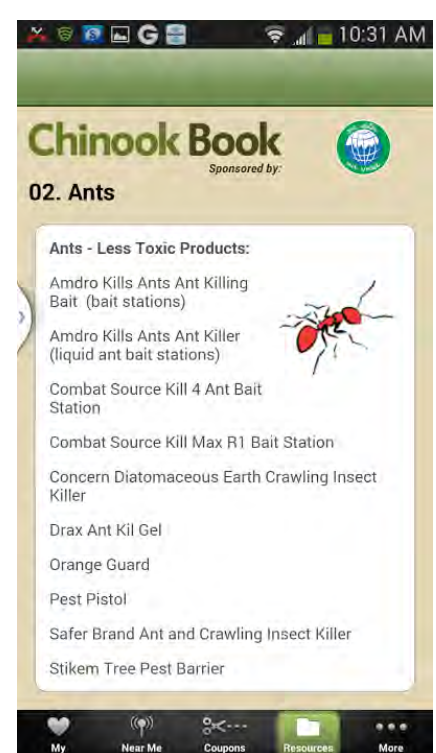 10:31 AM
Chinook Book
Sponsored by:
02. Ants
Ants - Less Toxic Products:
Amdro Kills Ants Ant Killing
Bait (bait stations)
Amdro Kills Ants Ant Killer
(liquid ant bait stations)
Combat Source Kill 4 Ant Bait
Station
Combat Source Kill Max R1 Bait Station
Concern Diatomaceous Earth Crawling Insect
Killer
Drax Ant Kil Gel
Orange Guard
Pest Pistol
Safer Brand Ant and Crawling Insect Killer
Stikem Tree Pest Barrier
My Near Me Coupons Resources More